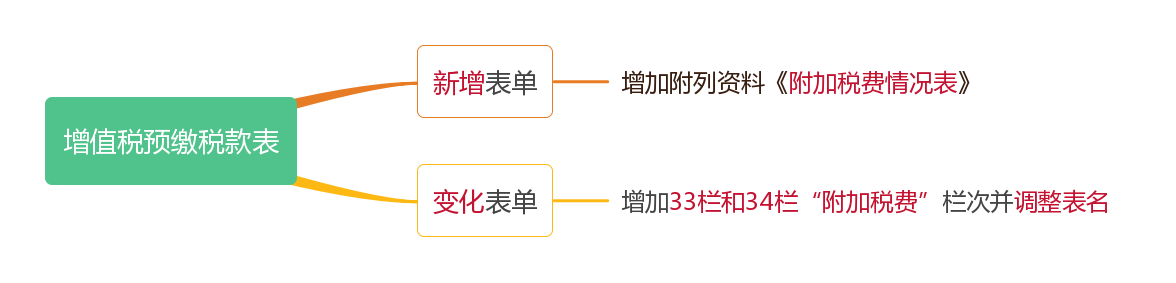 增值税预缴税款表
新增表单
增加附列资料《附加税费情况表》
变化表单
增加33栏和34栏“附加税费”栏次并调整表名